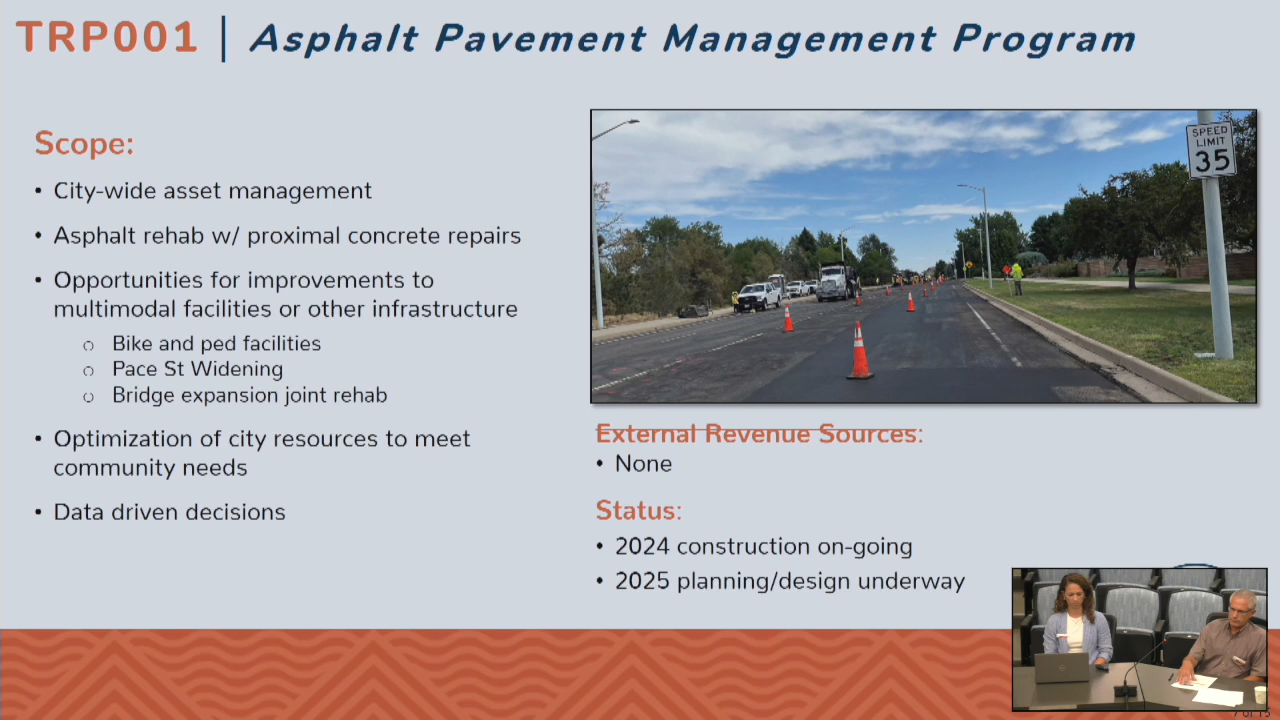 TRP001 | Asphalt Pavement Management Program
Scope:
• City-wide asset management
• Asphalt rehab w/ proximal concrete repairs
• Opportunities for improvements to
multimodal facilities or other infrastructure
○ Bike and ped facilities
○ Pace St Widening
○ Bridge expansion joint rehab
• Optimization of city resources to meet
community needs
• Data driven decisions
SPEED
LIMIT
35
External Revenue Sources:
• None
Status:
• 2024 construction on-going
• 2025 planning/design underway